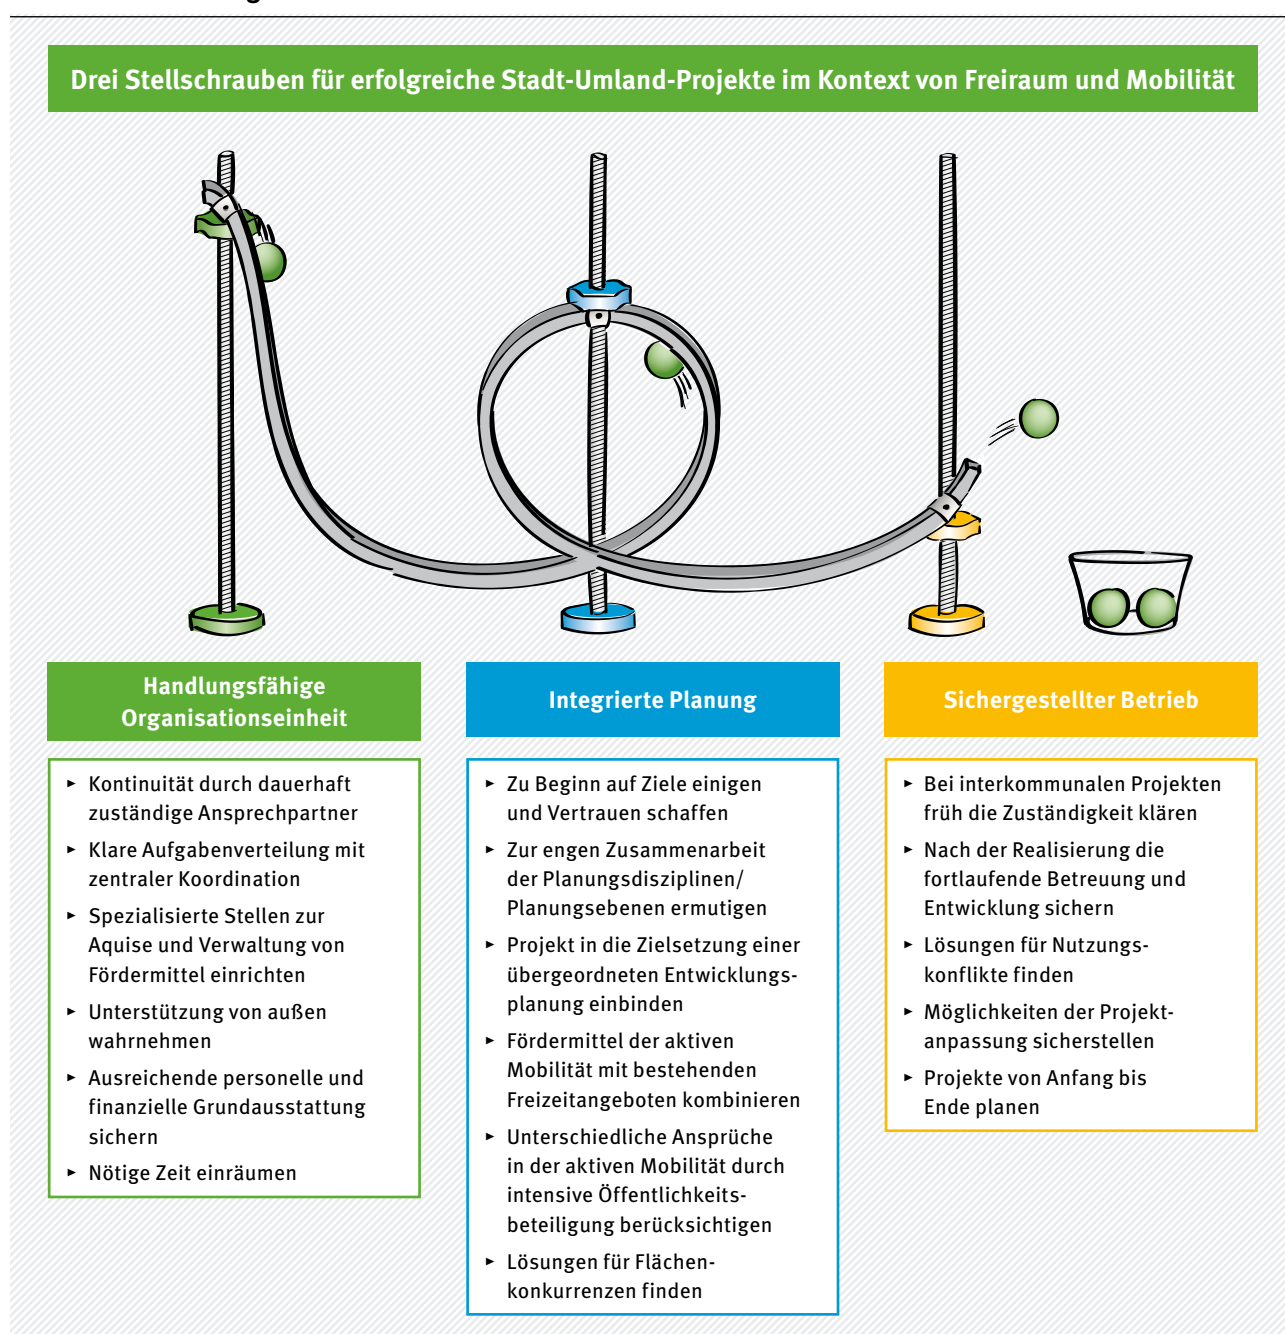 Drei Stellschrauben für erfolgreiche Stadt-Umland-Projekte im Kontext von Freiraum und Mobilität
Handlungsfähige
Organisationseinheit
► Kontinuität durch dauerhaft
zuständige Ansprechpartner
► Klare Aufgabenverteilung mit
zentraler Koordination
► Spezialisierte Stellen zur
Aquise und Verwaltung von
Fördermittel einrichten
► Unterstützung von außen
wahrnehmen
► Ausreichende personelle und
finanzielle Grundausstattung
sichern
► Nötige Zeit einräumen
Integrierte Planung
► Zu Beginn auf Ziele einigen
und Vertrauen schaffen
► Zur engen Zusammenarbeit
der Planungsdisziplinen/
Planungsebenen ermutigen
► Projekt in die Zielsetzung einer
übergeordneten Entwicklungs-
planung einbinden
► Fördermittel der aktiven
Mobilität mit bestehenden
Freizeitangeboten kombinieren
► Unterschiedliche Ansprüche
in der aktiven Mobilität durch
intensive Öffentlichkeits-
beteiligung berücksichtigen
► Lösungen für Flächen-
konkurrenzen finden
Sichergestellter Betrieb
► Bei interkommunalen Projekten
früh die Zuständigkeit klären
► Nach der Realisierung die
fortlaufende Betreuung und
Entwicklung sichern
► Lösungen für Nutzungs-
konflikte finden
► Möglichkeiten der Projekt-
anpassung sicherstellen
► Projekte von Anfang bis
Ende planen